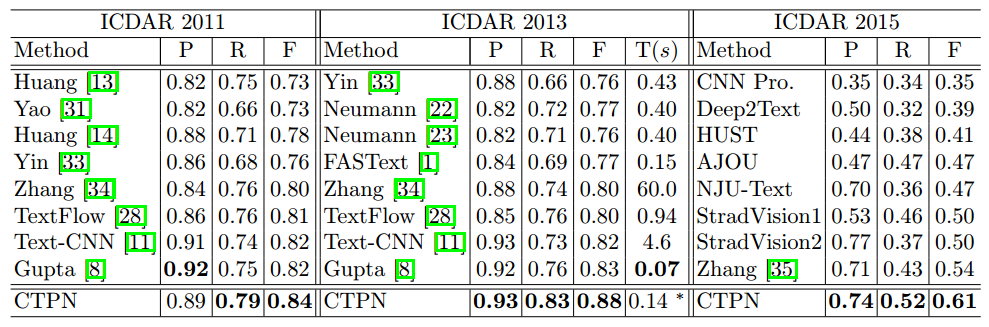 ICDAR 2011 ICDAR 2013 ICDAR 2015
Method P R F Method P R F T(s) Method P R F
Huang [13] 0.82 0.75 0.73 Yin [33] 0.88 0.66 0.76 0.43 CNN Pro. 0.35 0.34 0.35
Yao [31] 0.82 0.66 0.73 Neumann [22] 0.82 0.72 0.77 0.40 Deep2Text 0.50 0.32 0.39
Huang [14] 0.88 0.71 0.78 Neumann [23] 0.82 0.71 0.76 0.40 HUST 0.44 0.38 0.41
Yin [33] 0.86 0.68 0.76 FASText [1] 0.84 0.69 0.77 0.15 AJOU 0.47 0.47 0.47
Zhang [34] 0.84 0.76 0.80 Zhang [34] 0.88 0.74 0.80 60.0 NJU-Text 0.70 0.36 0.47
TextFlow [28] 0.86 0.76 0.81 TextFlow [28] 0.85 0.76 0.80 0.94 StradVision1 0.53 0.46 0.50
Text-CNN [11] 0.91 0.74 0.82 Text-CNN [11] 0.93 0.73 0.82 4.6 StradVision2 0.77 0.37 0.50
Gupta [8] 0.92 0.75 0.82 Gupta [8] 0.92 0.76 0.83 0.07 Zhang [35] 0.71 0.43 0.54
CTPN 0.89 0.79 0.84 CTPN 0.93 0.83 0.88 0.14 * CTPN 0.74 0.52 0.61